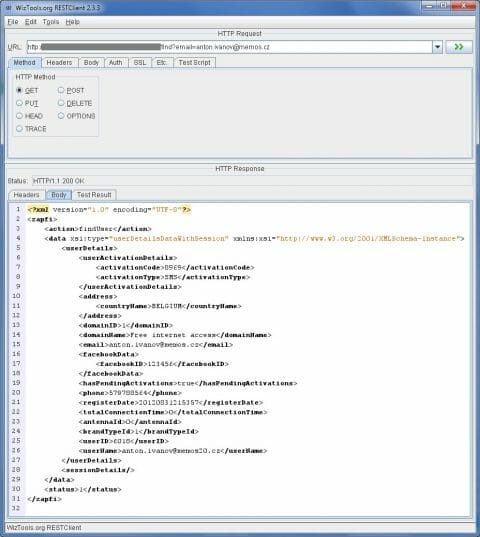 WizTools.org RESTClient 2.3.3
File Edit Tools Help
HTTP Request
URL: http: find?email=anton.ivanov@memos.cz
Method Headers Body Auth SSL Etc. Test Script
HTTP Method
GET POST
PUT DELETE
HEAD OPTIONS
TRACE
HTTP Response
Status: HTTP/1.1 200 OK
Headers Body Test Result
1 <?xml version="1.0" encoding="UTF-8"?>
2 <zapfi>
3 <action>findUser</action>
4 <data xsi:type="userDetailsDataWithSession" xmlns:xsi="http://www.w3.org/2001/XMLSchema-instance">
5 <userDetails>
6 <userActivationDetails>
7 <activationCode>8969</activationCode>
8 <activationType>SMS</activationType>
9 </userActivationDetails>
10 <address>
11 <countryName>BELGIUM</countryName>
12 </address>
13 <domainID>1</domainID>
14 <domainName>Free internet access</domainName>
15 <email>anton.ivanov@memos.cz</email>
16 <facebookData>
17 <facebookID>123456</facebookID>
18 </facebookData>
19 <hasPendingActivations>true</hasPendingActivations>
20 <phone>579788564</phone>
21 <registerDate>20120831215357</registerDate>
22 <totalConnectionTime>0</totalConnectionTime>
23 <antennaId>0</antennaId>
24 <brandTypeId>1</brandTypeId>
25 <userID>6018</userID>
26 <userName>anton.ivanov@memos20.cz</userName>
27 </userDetails>
28 <sessionDetails/>
29 </data>
30 <status>1</status>
31 </zapfi>
32
WizTools.org RESTClient